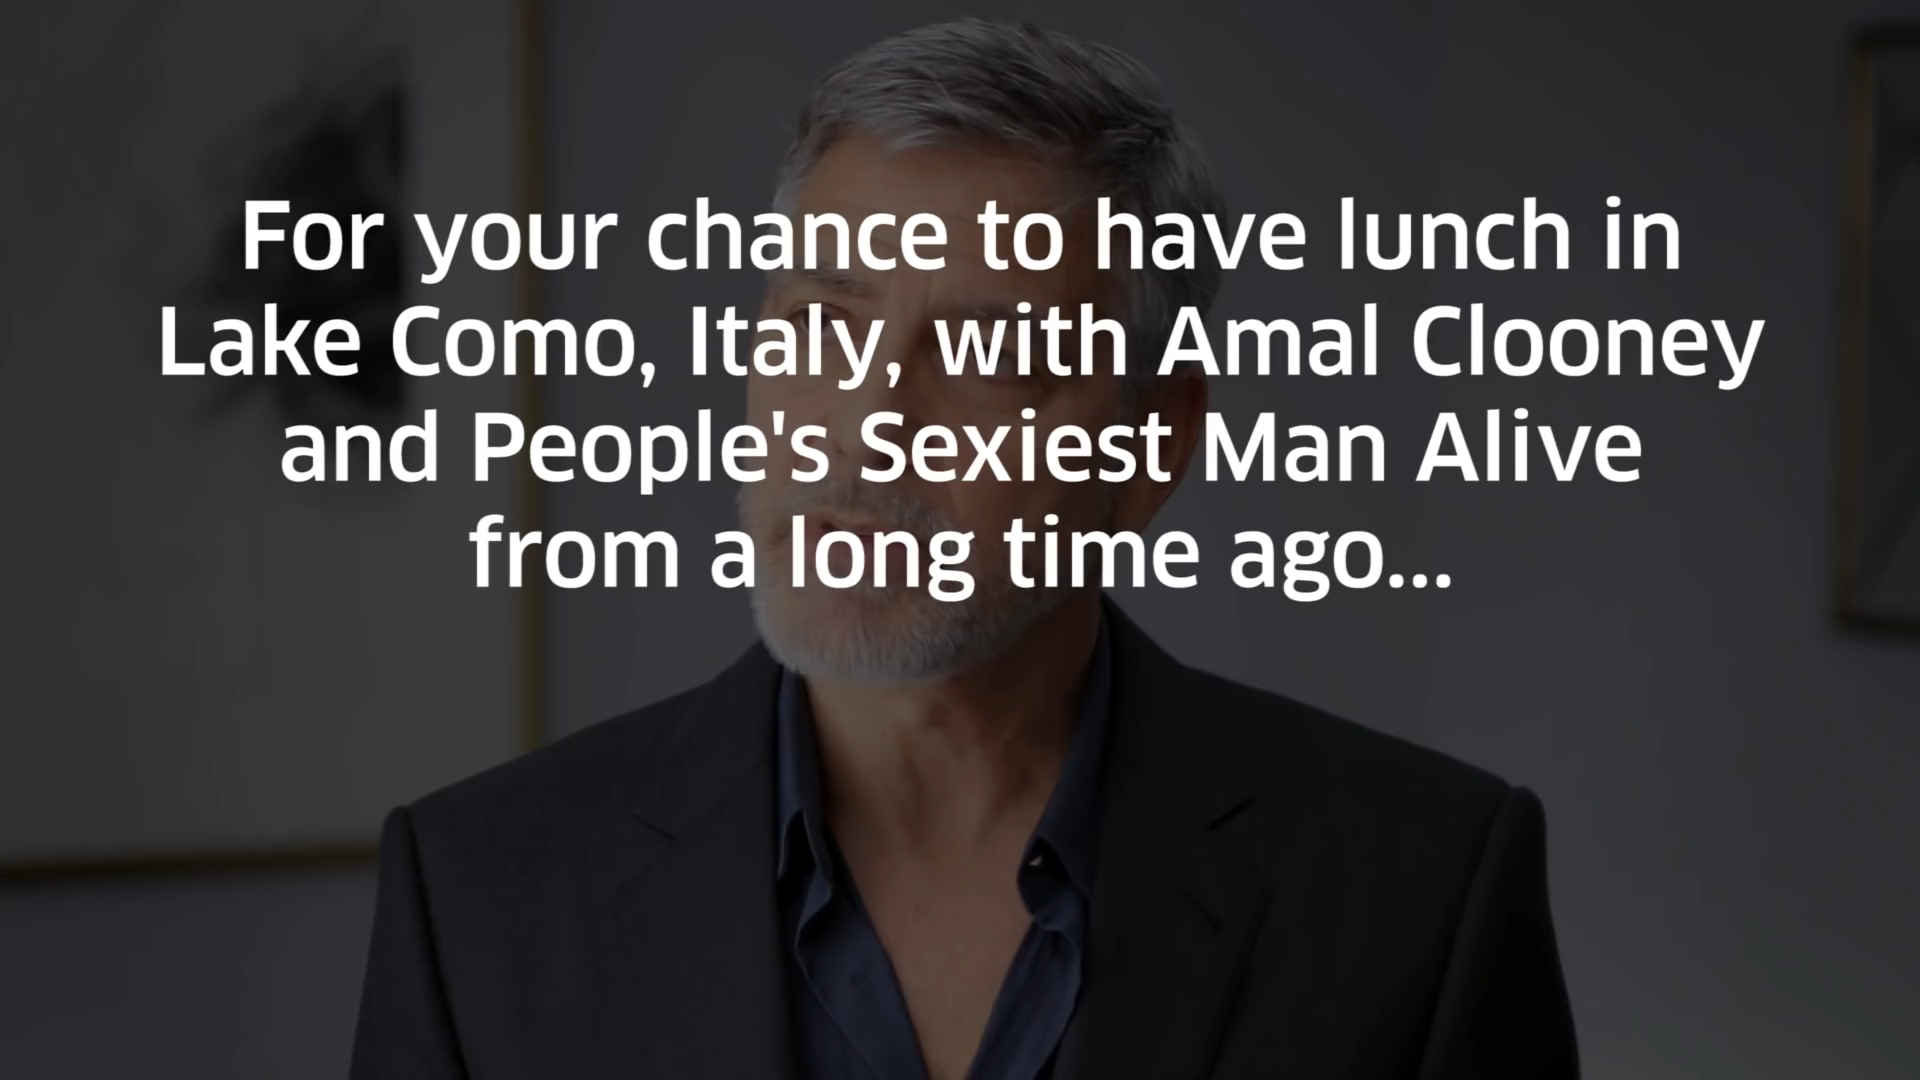 For your chance to have lunch in
Lake Como, Italy, with Amal Clooney
and People's Sexiest Man Alive
from a long time ago...